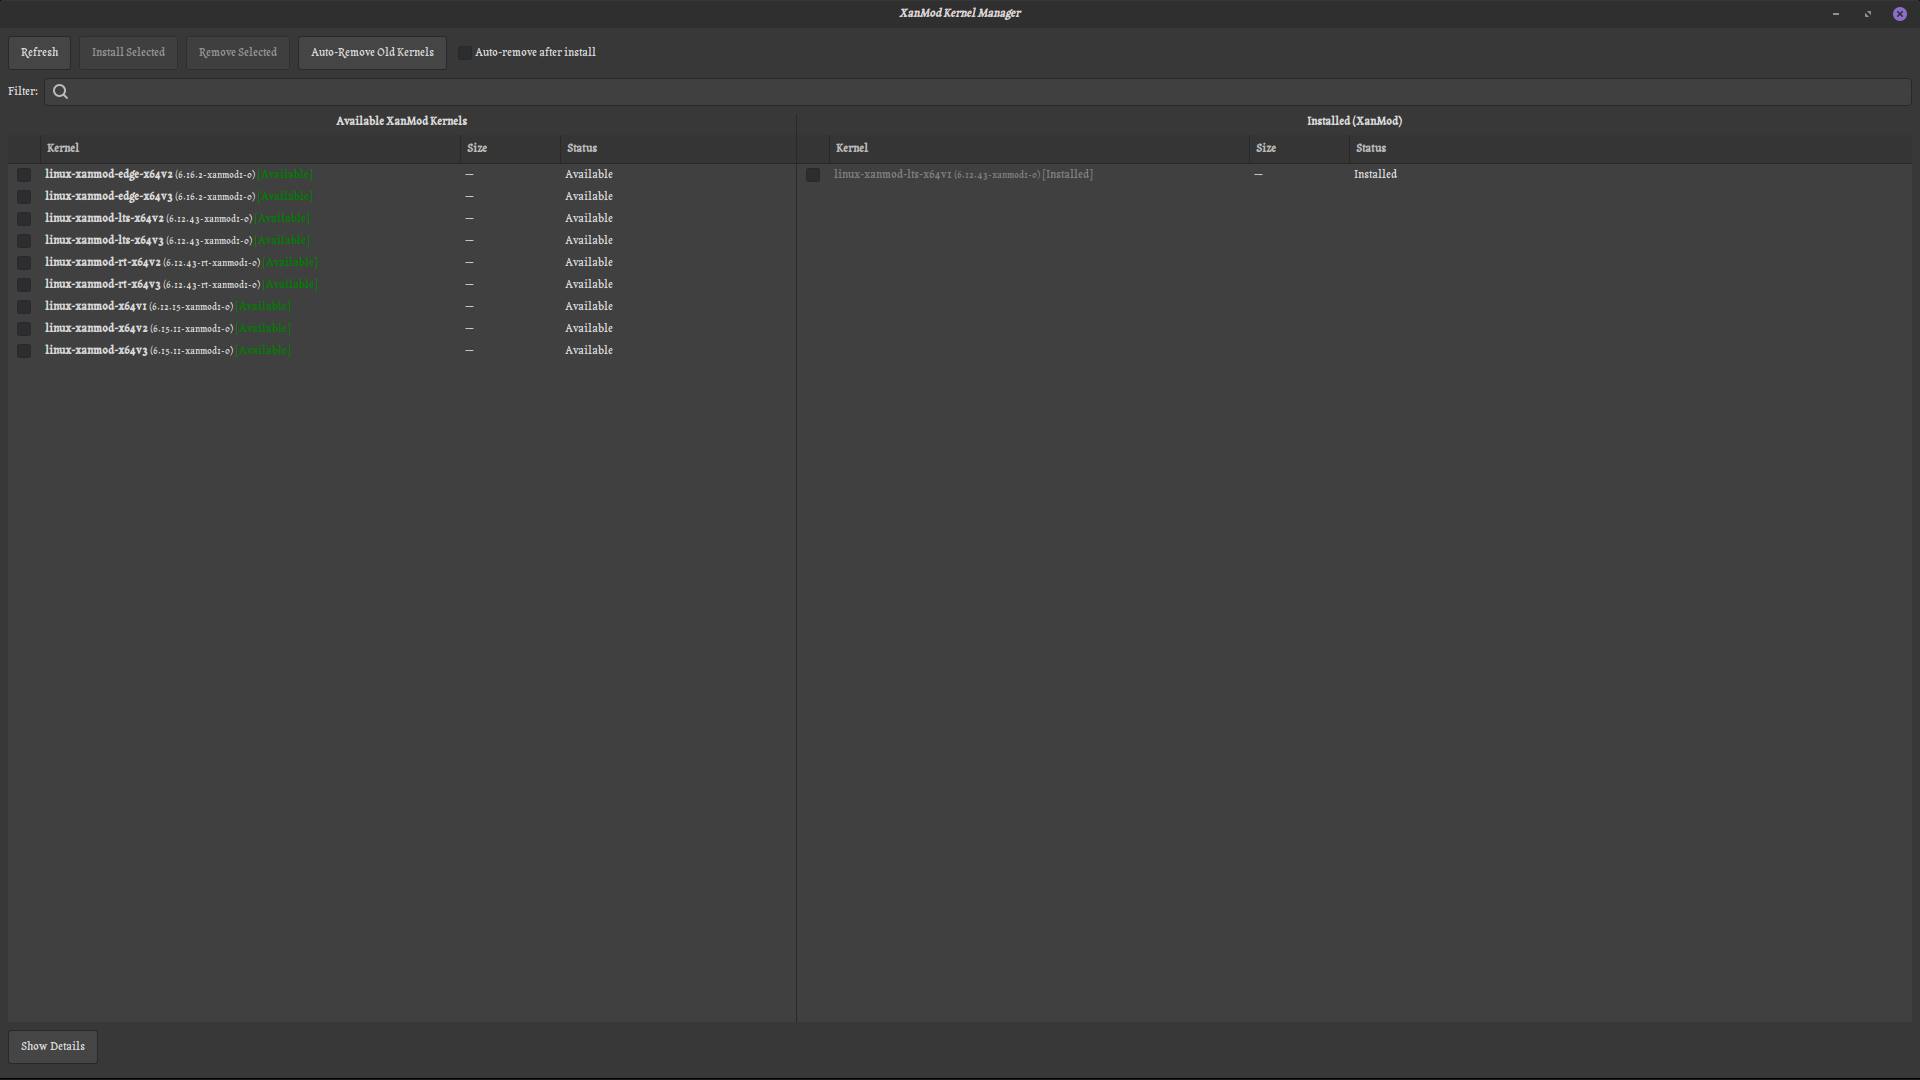 XanMod Kernel Manager
Refresh Install Selected Remove Selected Auto-Remove Old Kernels Auto-remove after install
Filter:
Available XanMod Kernels Installed (XanMod)
Kernel Size Status Kernel Size Status
linux-xanmod-edge-x64v2 (6.16.2-xanmod1-0) [Available] — Available linux-xanmod-lts-x64v1 (6.12.43-xanmod1-0) [Installed] — Installed
linux-xanmod-edge-x64v3 (6.16.2-xanmod1-0) [Available] — Available
linux-xanmod-lts-x64v2 (6.12.43-xanmod1-0) [Available] — Available
linux-xanmod-lts-x64v3 (6.12.43-xanmod1-0) [Available] — Available
linux-xanmod-rt-x64v2 (6.12.43-rt-xanmod1-0) [Available] — Available
linux-xanmod-rt-x64v3 (6.12.43-rt-xanmod1-0) [Available] — Available
linux-xanmod-x64v1 (6.12.15-xanmod1-0) [Available] — Available
linux-xanmod-x64v2 (6.15.11-xanmod1-0) [Available] — Available
linux-xanmod-x64v3 (6.15.11-xanmod1-0) [Available] — Available
Show Details